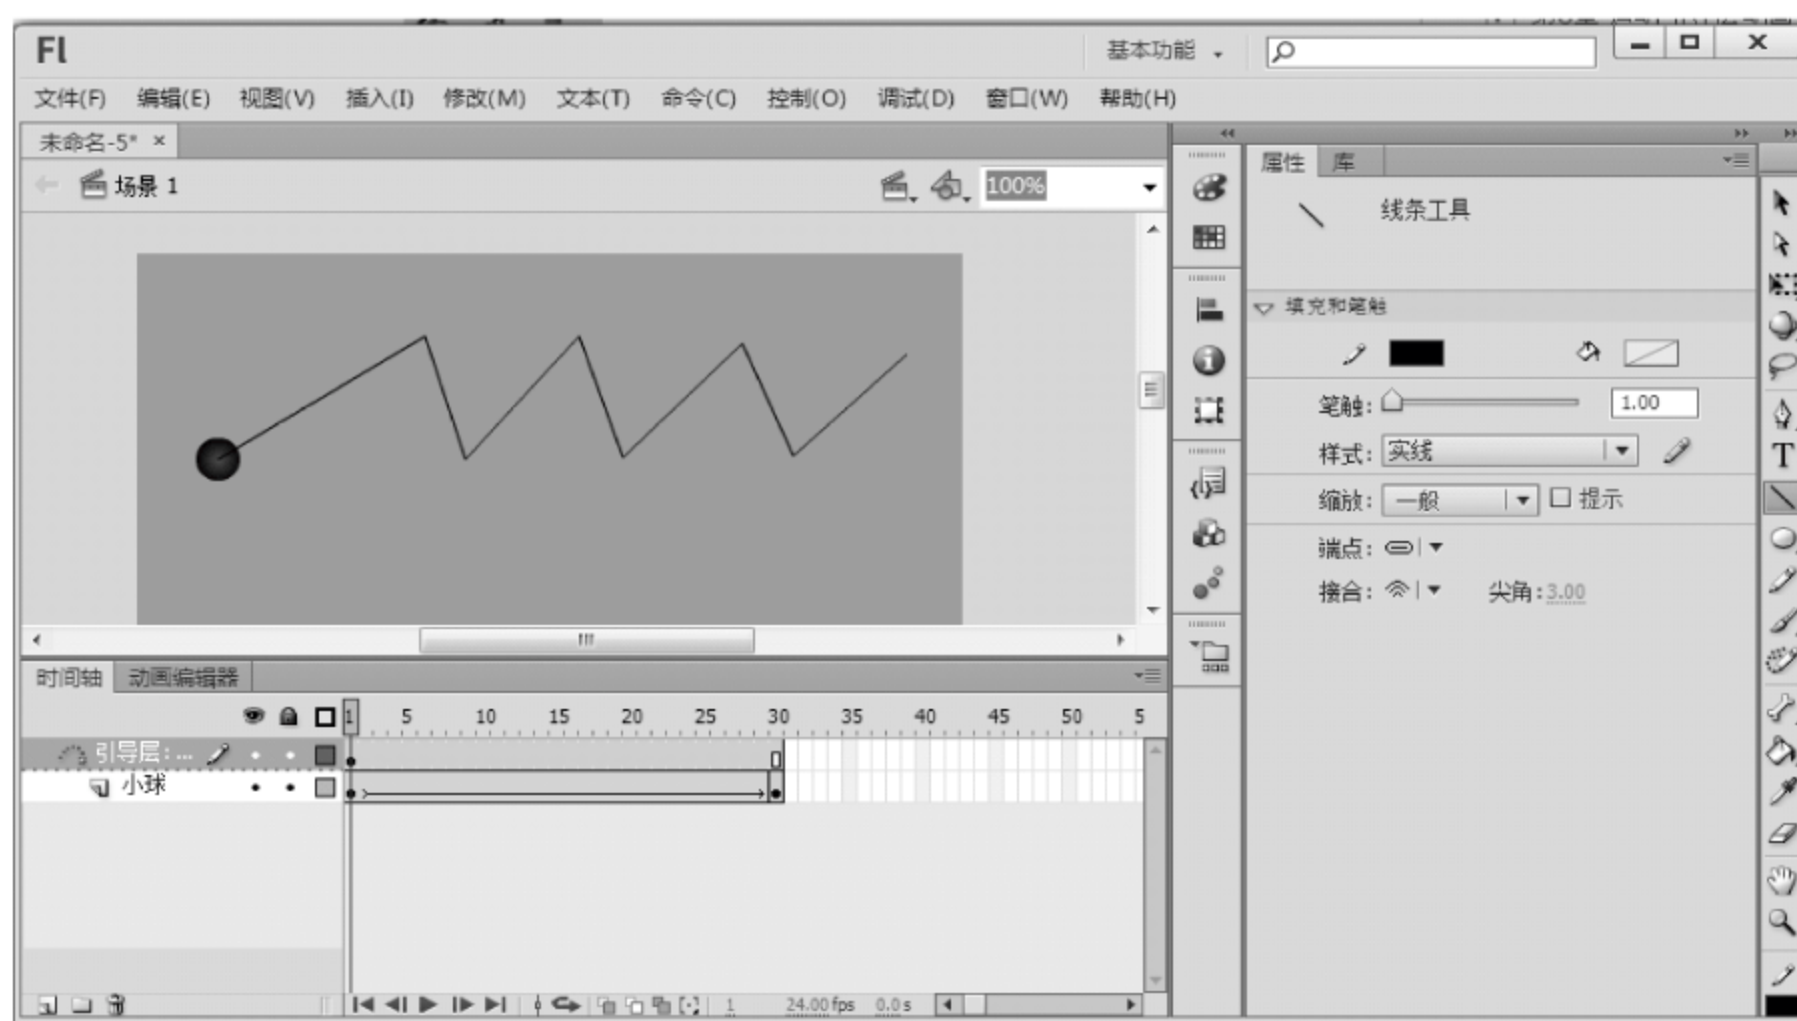 Fl
基本功能
文件(F) 编辑(E) 视图(V) 插入(I) 修改(M) 文本(T) 命令(C) 控制(O) 调试(D) 窗口(W) 帮助(H)
未命名-5* ×
场景 1
100%
属性 库
线条工具
填充和笔触
笔触: 1.00
样式: 实线
缩放: 一般 提示
端点:
接合: 尖角: 3.00
时间轴 动画编辑器
1 5 10 15 20 25 30 35 40 45 50 5
引导层: ...
小球
1 24.00 fps 0.0 s
T